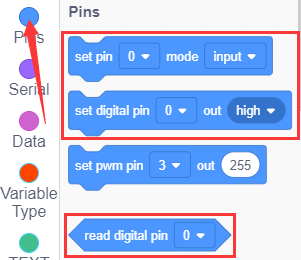 Pins
Pins
set pin 0 mode input
Serial
set digital pin 0 out high
Data
set pwm pin 3 out 255
Variable
Type
read digital pin 0
TEXT